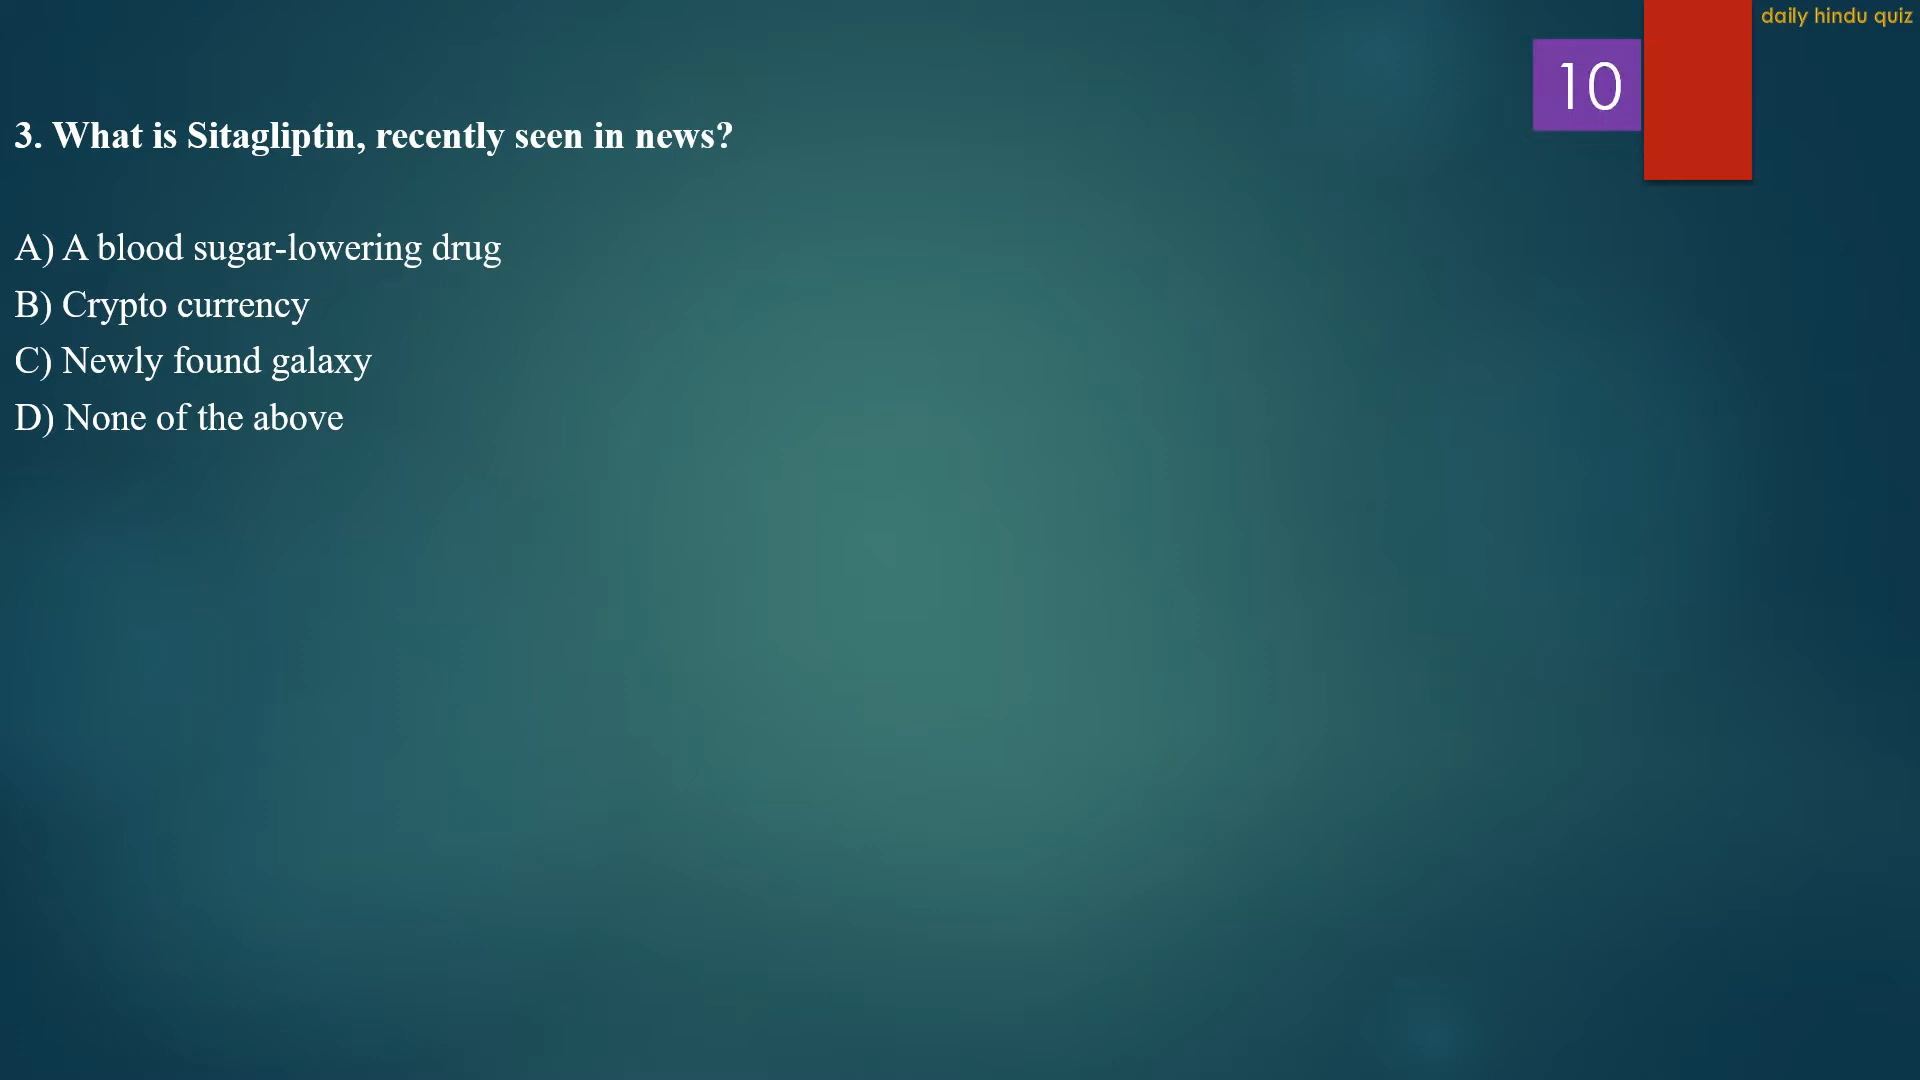 daily hindu quiz
10
3. What is Sitagliptin, recently seen in news?
A) A blood sugar-lowering drug
B) Crypto currency
C) Newly found galaxy
D) None of the above